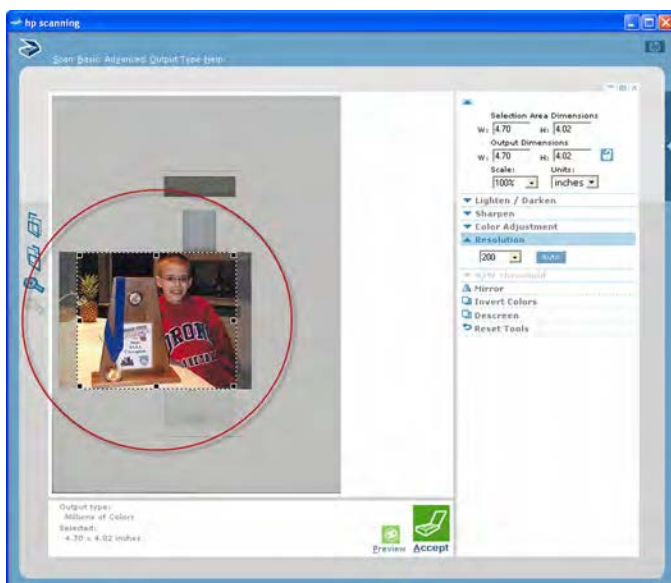 hp scanning
Scan Basic Advanced Output Type Help
Selection Area Dimensions
W: 4.70 H: 4.02
Output Dimensions
W: 4.70 H: 4.02
Scale: Units:
100% inches
Lighten / Darken
Sharpen
Color Adjustment
Resolution
200 Auto
B/W Threshold
Mirror
Invert Colors
Descreen
Reset Tools
URON
Output type:
Millions of Colors
Selected:
4.70 x 4.02 inches
Preview Accept